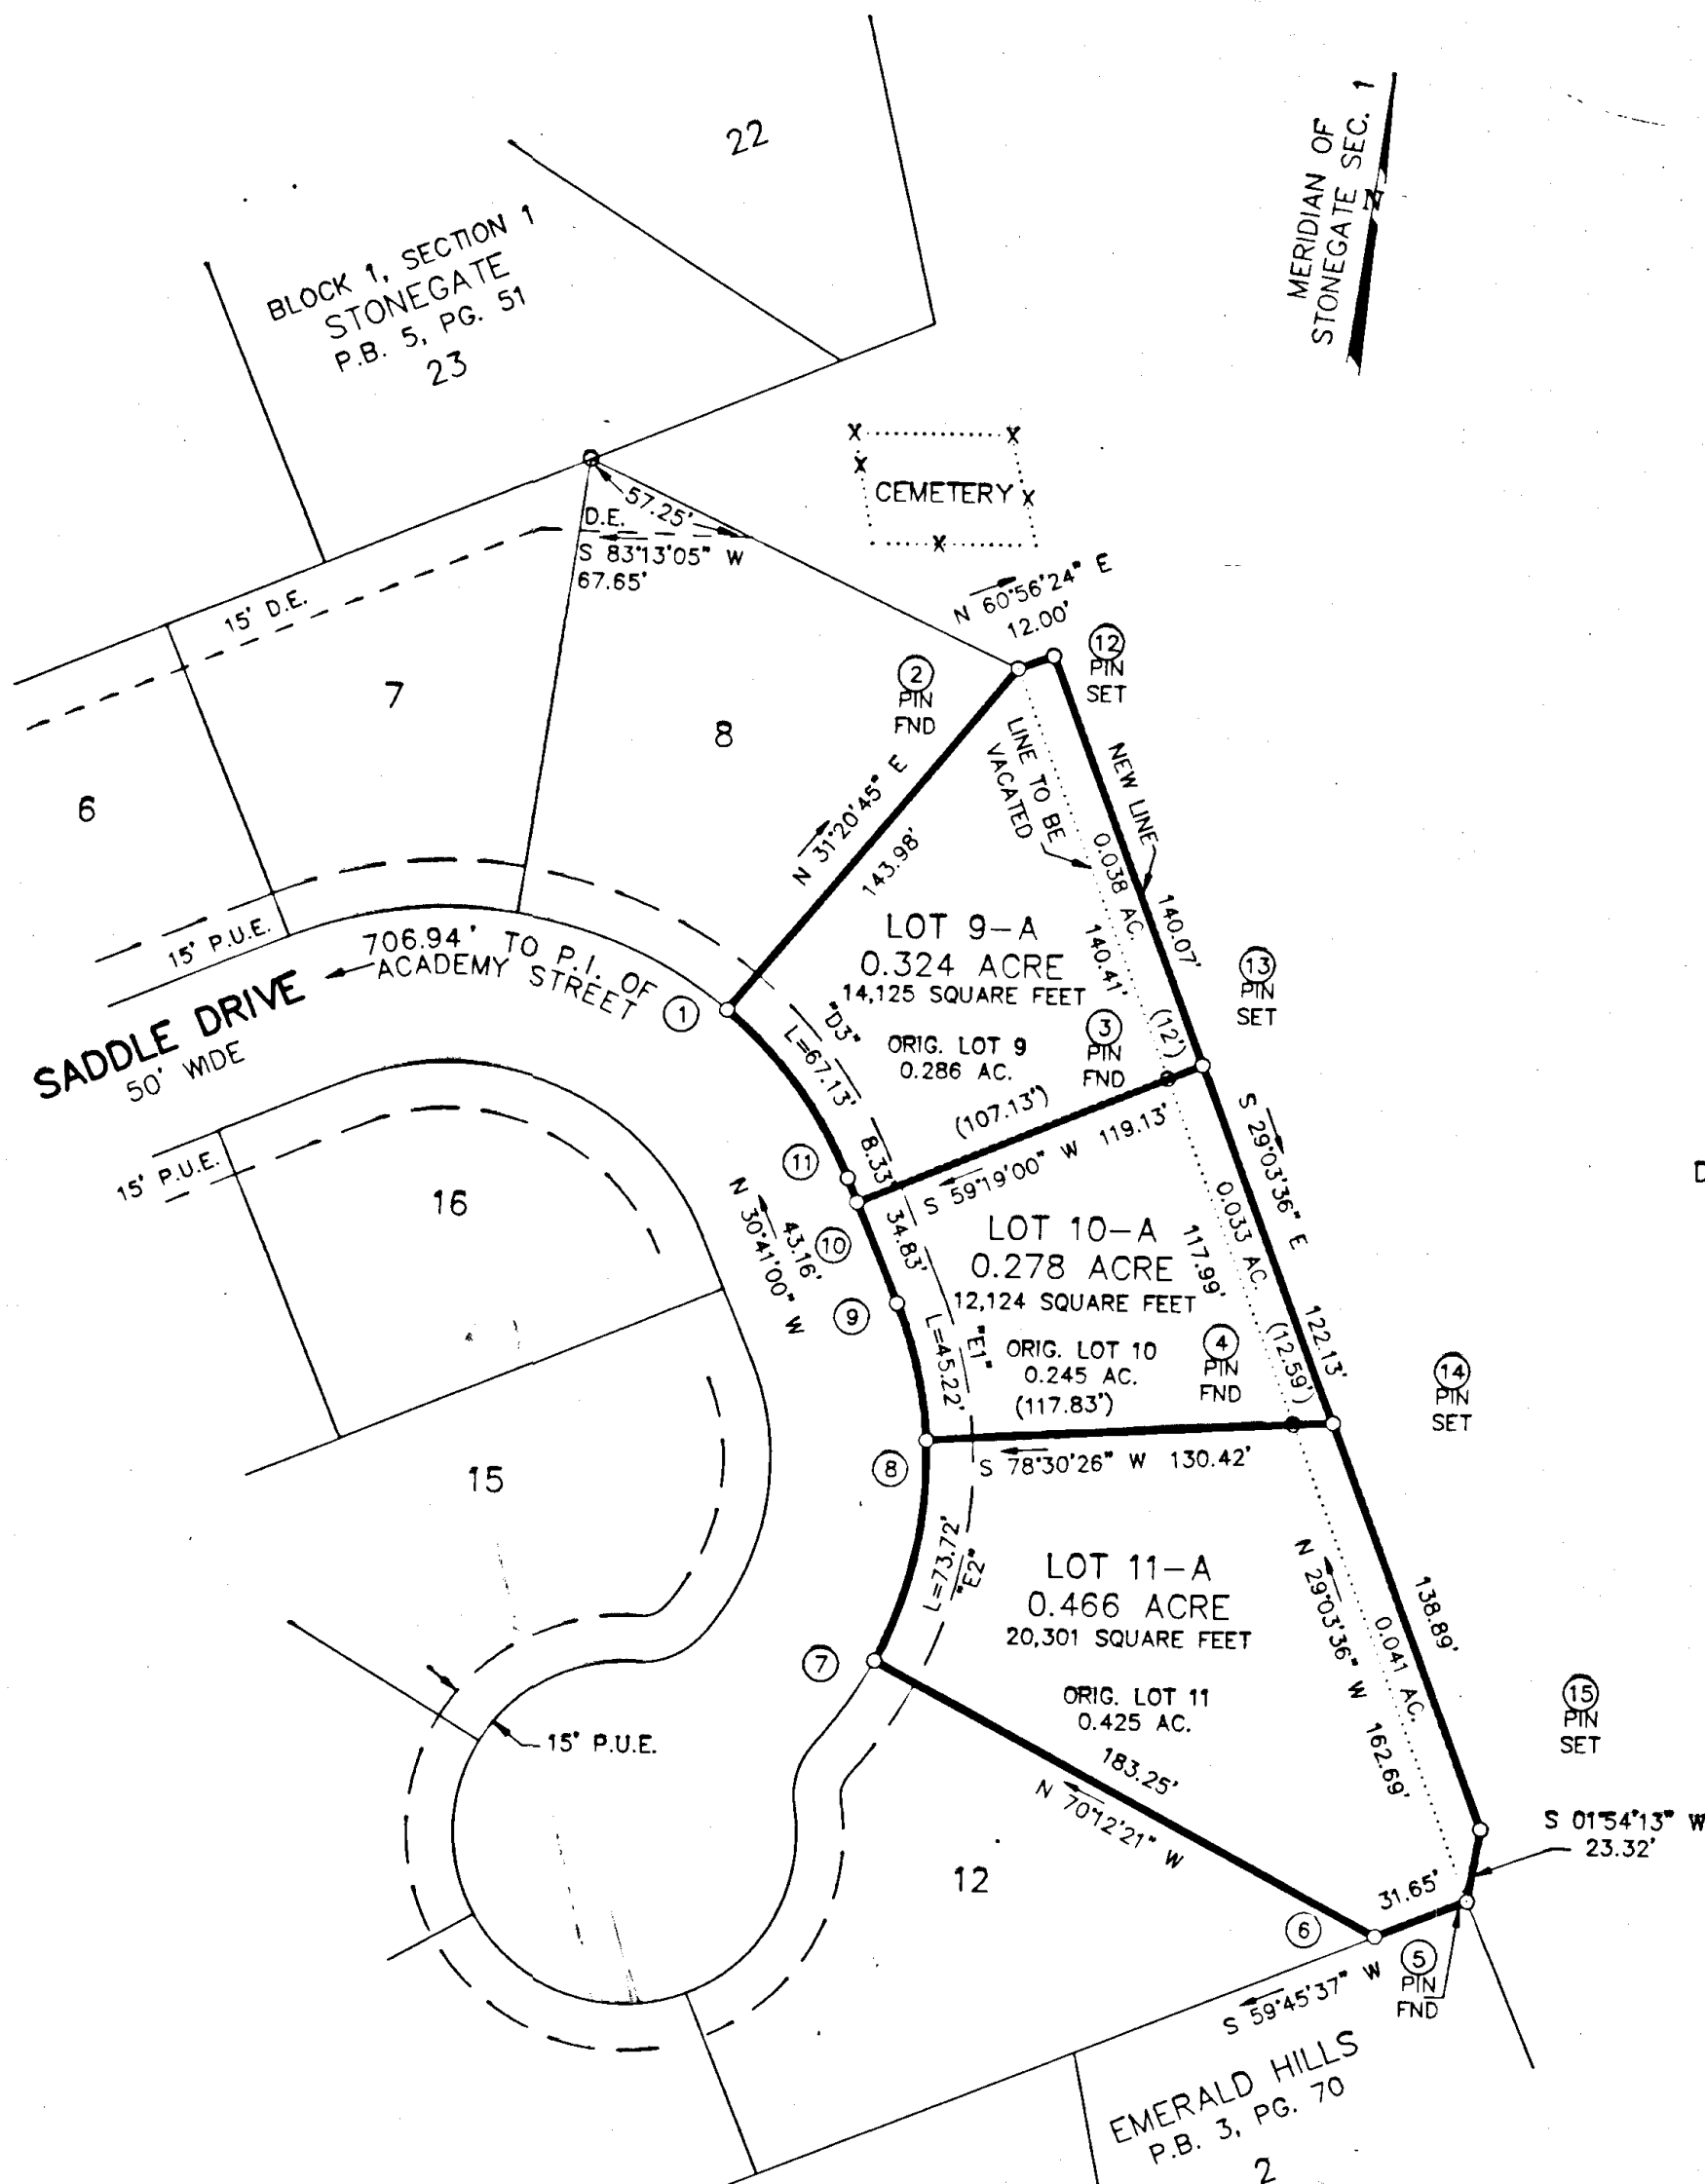 22
MERIDIAN OF
STONEGATE SEC. 1
N
BLOCK 1, SECTION 1
STONEGATE
P.B. 5, PG. 51
23
CEMETERY
57.25'
D.E.
S 83°13'05" W
67.65'
N 60°56'24" E
12.00'
15' D.E.
12
PIN
SET
2
PIN
FND
7
8
6
LINE TO BE
VACATED
NEW LINE
N 31°20'45" E
143.98'
0.038 AC.
140.41'
140.07'
15' P.U.E.
706.94' TO P.I. OF
ACADEMY STREET
SADDLE DRIVE
50' WIDE
1
LOT 9-A
0.324 ACRE
14,125 SQUARE FEET
ORIG. LOT 9
0.286 AC.
"D3"
L=67.13'
3
PIN
FND
(12')
13
PIN
SET
(107.13')
S 59°19'00" W 119.13'
8.33'
11
S 29°03'36" E
15' P.U.E.
16
N 30°41'00" W
43.16'
10
34.83'
LOT 10-A
0.278 ACRE
12,124 SQUARE FEET
ORIG. LOT 10
0.245 AC.
(117.83')
0.033 AC.
117.99'
122.13'
9
"E1"
L=45.22'
4
PIN
FND
(12.59')
14
PIN
SET
D
S 78°30'26" W 130.42'
8
15
L=73.72'
"E2"
LOT 11-A
0.466 ACRE
20,301 SQUARE FEET
ORIG. LOT 11
0.425 AC.
N 29°03'36" W 162.69'
0.041 AC.
138.89'
7
15
PIN
SET
15' P.U.E.
183.25'
N 70°12'21" W
S 01°54'13" W
23.32'
12
31.65'
6
5
PIN
FND
S 59°45'37" W
EMERALD HILLS
P.B. 3, PG. 70
2